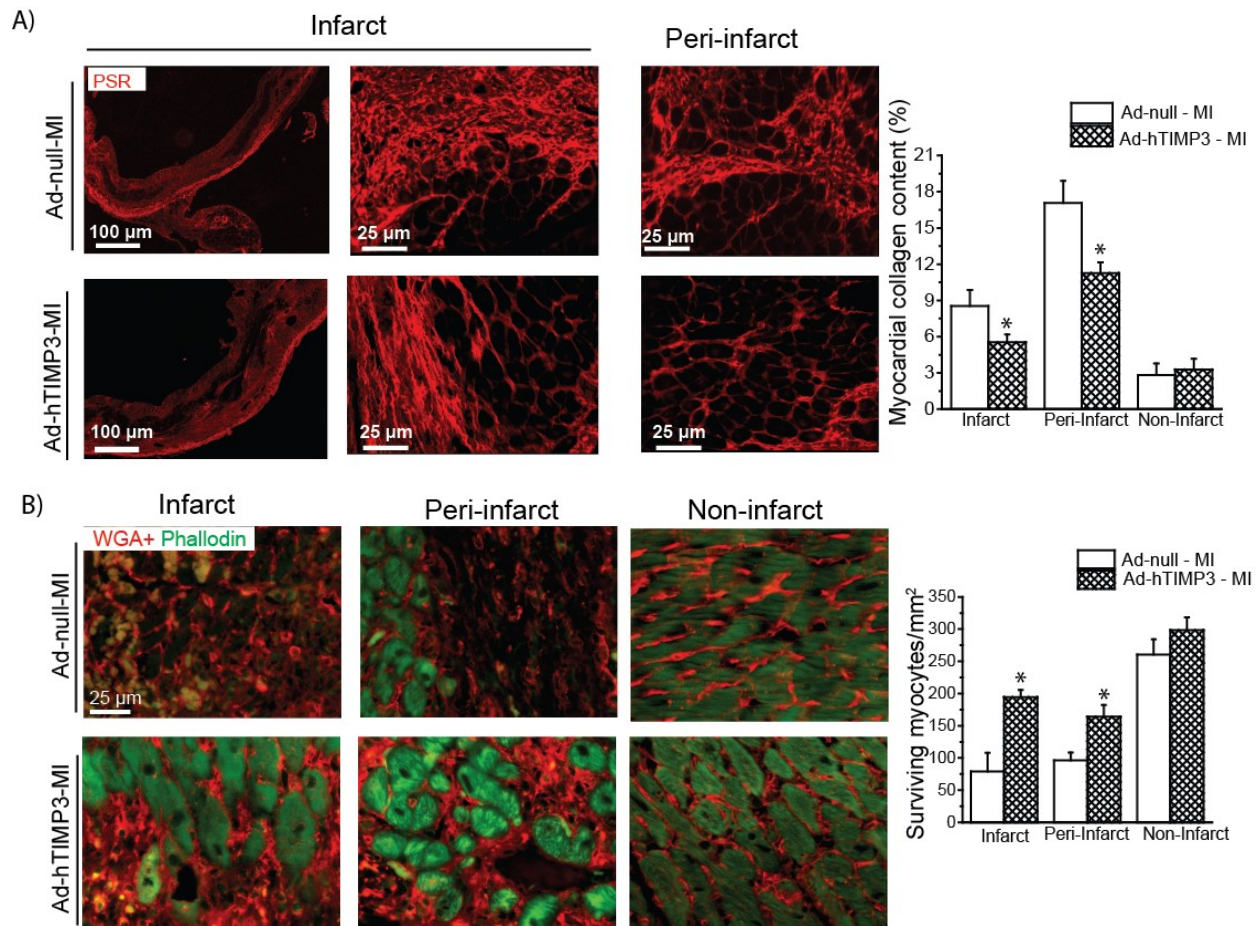 A)
Infarct
Peri-infarct
PSR
Ad-null-MI
100 µm
25 µm
25 µm
Ad-hTIMP3-MI
100 µm
25 µm
25 µm
Ad-null - MI
Ad-hTIMP3 - MI
Myocardial collagen content (%)
21
18
15
12
9
6
3
0
*
*
Infarct
Peri-Infarct
Non-Infarct
B)
Infarct
Peri-infarct
Non-infarct
WGA+ Phallodin
Ad-null-MI
25 µm
Ad-hTIMP3-MI
Ad-null - MI
Ad-hTIMP3 - MI
Surviving myocytes/mm²
350
300
250
200
150
100
50
0
*
*
Infarct
Peri-Infarct
Non-Infarct